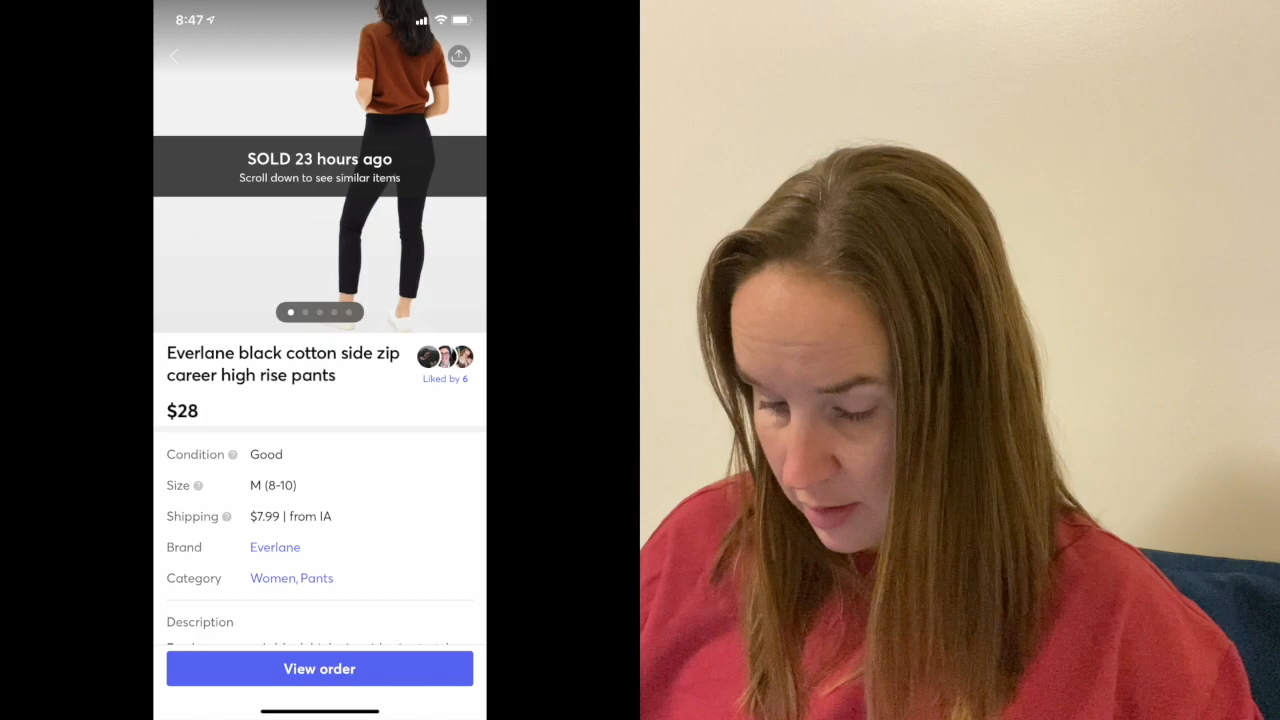 8:47
SOLD 23 hours ago
Scroll down to see similar items
Everlane black cotton side zip
career high rise pants
Liked by 6
$28
Condition ? Good
Size ? M (8-10)
Shipping ? $7.99 | from IA
Brand Everlane
Category Women, Pants
Description
View order